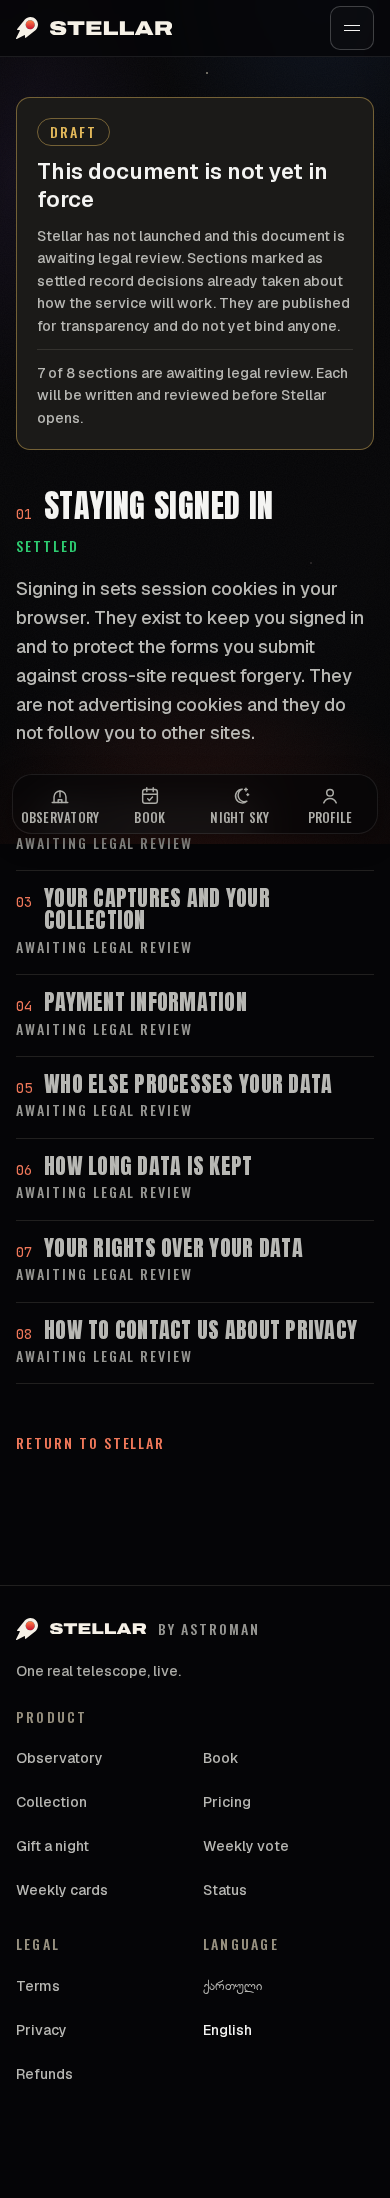 STELLAR
DRAFT
This document is not yet in
force
Stellar has not launched and this document is
awaiting legal review. Sections marked as
settled record decisions already taken about
how the service will work. They are published
for transparency and do not yet bind anyone.
7 of 8 sections are awaiting legal review. Each
will be written and reviewed before Stellar
opens.
01 STAYING SIGNED IN
SETTLED
Signing in sets session cookies in your
browser. They exist to keep you signed in
and to protect the forms you submit
against cross-site request forgery. They
are not advertising cookies and they do
not follow you to other sites.
OBSERVATORY BOOK NIGHT SKY PROFILE
AWAITING LEGAL REVIEW
03 YOUR CAPTURES AND YOUR
COLLECTION
AWAITING LEGAL REVIEW
04 PAYMENT INFORMATION
AWAITING LEGAL REVIEW
05 WHO ELSE PROCESSES YOUR DATA
AWAITING LEGAL REVIEW
06 HOW LONG DATA IS KEPT
AWAITING LEGAL REVIEW
07 YOUR RIGHTS OVER YOUR DATA
AWAITING LEGAL REVIEW
08 HOW TO CONTACT US ABOUT PRIVACY
AWAITING LEGAL REVIEW
RETURN TO STELLAR
STELLAR BY ASTROMAN
One real telescope, live.
PRODUCT
Observatory Book
Collection Pricing
Gift a night Weekly vote
Weekly cards Status
LEGAL LANGUAGE
Terms ქართული
Privacy English
Refunds